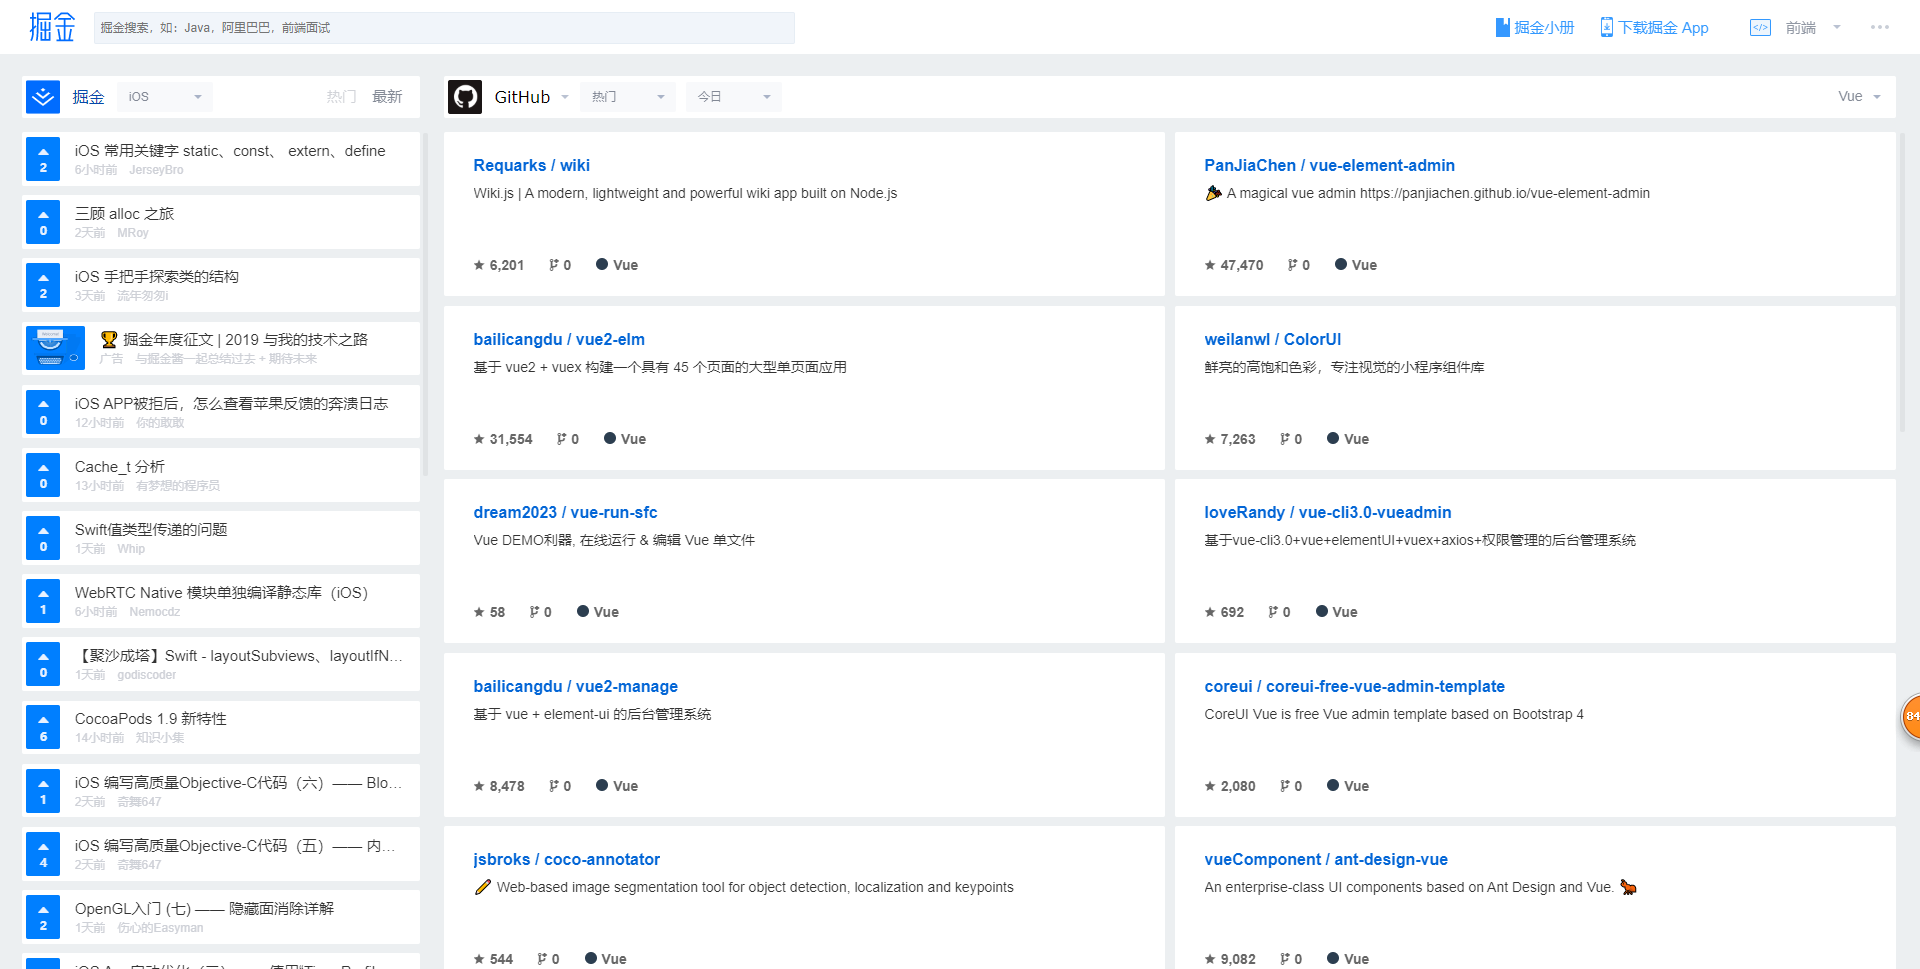 掘金
掘金搜索，如：Java，阿里巴巴，前端面试
掘金小册
下载掘金 App
</>
前端
掘金
iOS
热门
最新
GitHub
热门
今日
Vue
2
iOS 常用关键字 static、const、 extern、define
6小时前 JerseyBro
0
三顾 alloc 之旅
2天前 MRoy
2
iOS 手把手探索类的结构
3天前 流年匆匆i
🏆 掘金年度征文 | 2019 与我的技术之路
广告 与掘金酱一起总结过去 + 期待未来
0
iOS APP被拒后，怎么查看苹果反馈的奔溃日志
12小时前 你的敢敢
0
Cache_t 分析
13小时前 有梦想的程序员
0
Swift值类型传递的问题
1天前 Whip
1
WebRTC Native 模块单独编译静态库（iOS）
6小时前 Nemocdz
0
【聚沙成塔】Swift - layoutSubviews、layoutIfN...
1天前 godiscoder
6
CocoaPods 1.9 新特性
14小时前 知识小集
1
iOS 编写高质量Objective-C代码（六）—— Blo...
2天前 奇舞647
4
iOS 编写高质量Objective-C代码（五）—— 内...
2天前 奇舞647
2
OpenGL入门 (七) —— 隐藏面消除详解
1天前 伤心的Easyman
Requarks / wiki
Wiki.js | A modern, lightweight and powerful wiki app built on Node.js
6,201 0 Vue
PanJiaChen / vue-element-admin
🎉 A magical vue admin https://panjiachen.github.io/vue-element-admin
47,470 0 Vue
bailicangdu / vue2-elm
基于 vue2 + vuex 构建一个具有 45 个页面的大型单页面应用
31,554 0 Vue
weilanwl / ColorUI
鲜亮的高饱和色彩，专注视觉的小程序组件库
7,263 0 Vue
dream2023 / vue-run-sfc
Vue DEMO利器, 在线运行 & 编辑 Vue 单文件
58 0 Vue
loveRandy / vue-cli3.0-vueadmin
基于vue-cli3.0+vue+elementUI+vuex+axios+权限管理的后台管理系统
692 0 Vue
bailicangdu / vue2-manage
基于 vue + element-ui 的后台管理系统
8,478 0 Vue
coreui / coreui-free-vue-admin-template
CoreUI Vue is free Vue admin template based on Bootstrap 4
2,080 0 Vue
jsbroks / coco-annotator
✏️ Web-based image segmentation tool for object detection, localization and keypoints
544 0 Vue
vueComponent / ant-design-vue
An enterprise-class UI components based on Ant Design and Vue. 🐜
9,082 0 Vue
84